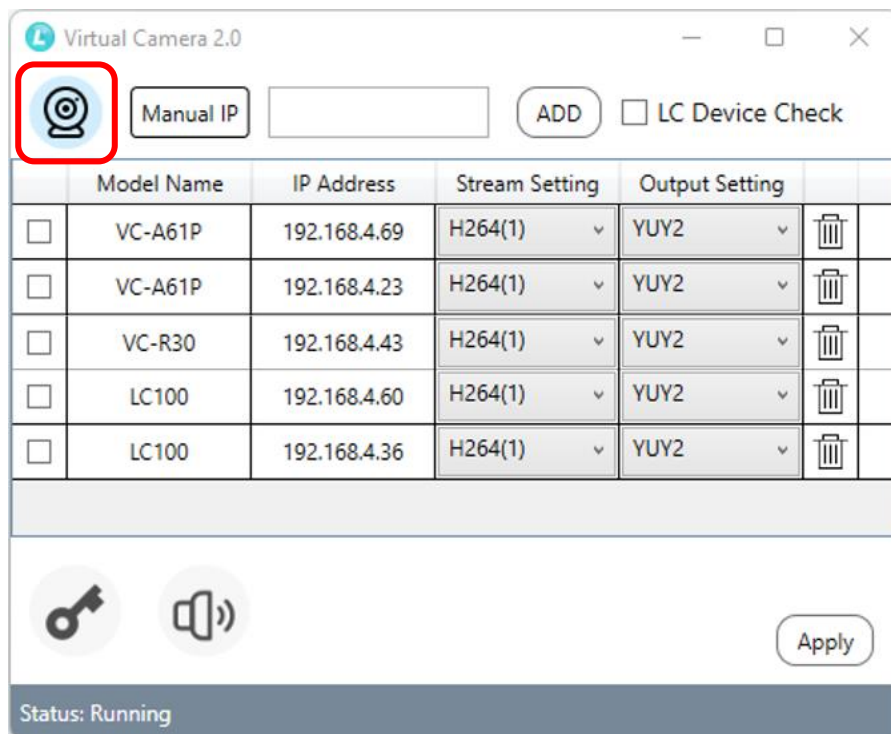 Virtual Camera 2.0
Manual IP ADD LC Device Check
Model Name IP Address Stream Setting Output Setting
VC-A61P 192.168.4.69 H264(1) YUY2
VC-A61P 192.168.4.23 H264(1) YUY2
VC-R30 192.168.4.43 H264(1) YUY2
LC100 192.168.4.60 H264(1) YUY2
LC100 192.168.4.36 H264(1) YUY2
Apply
Status: Running